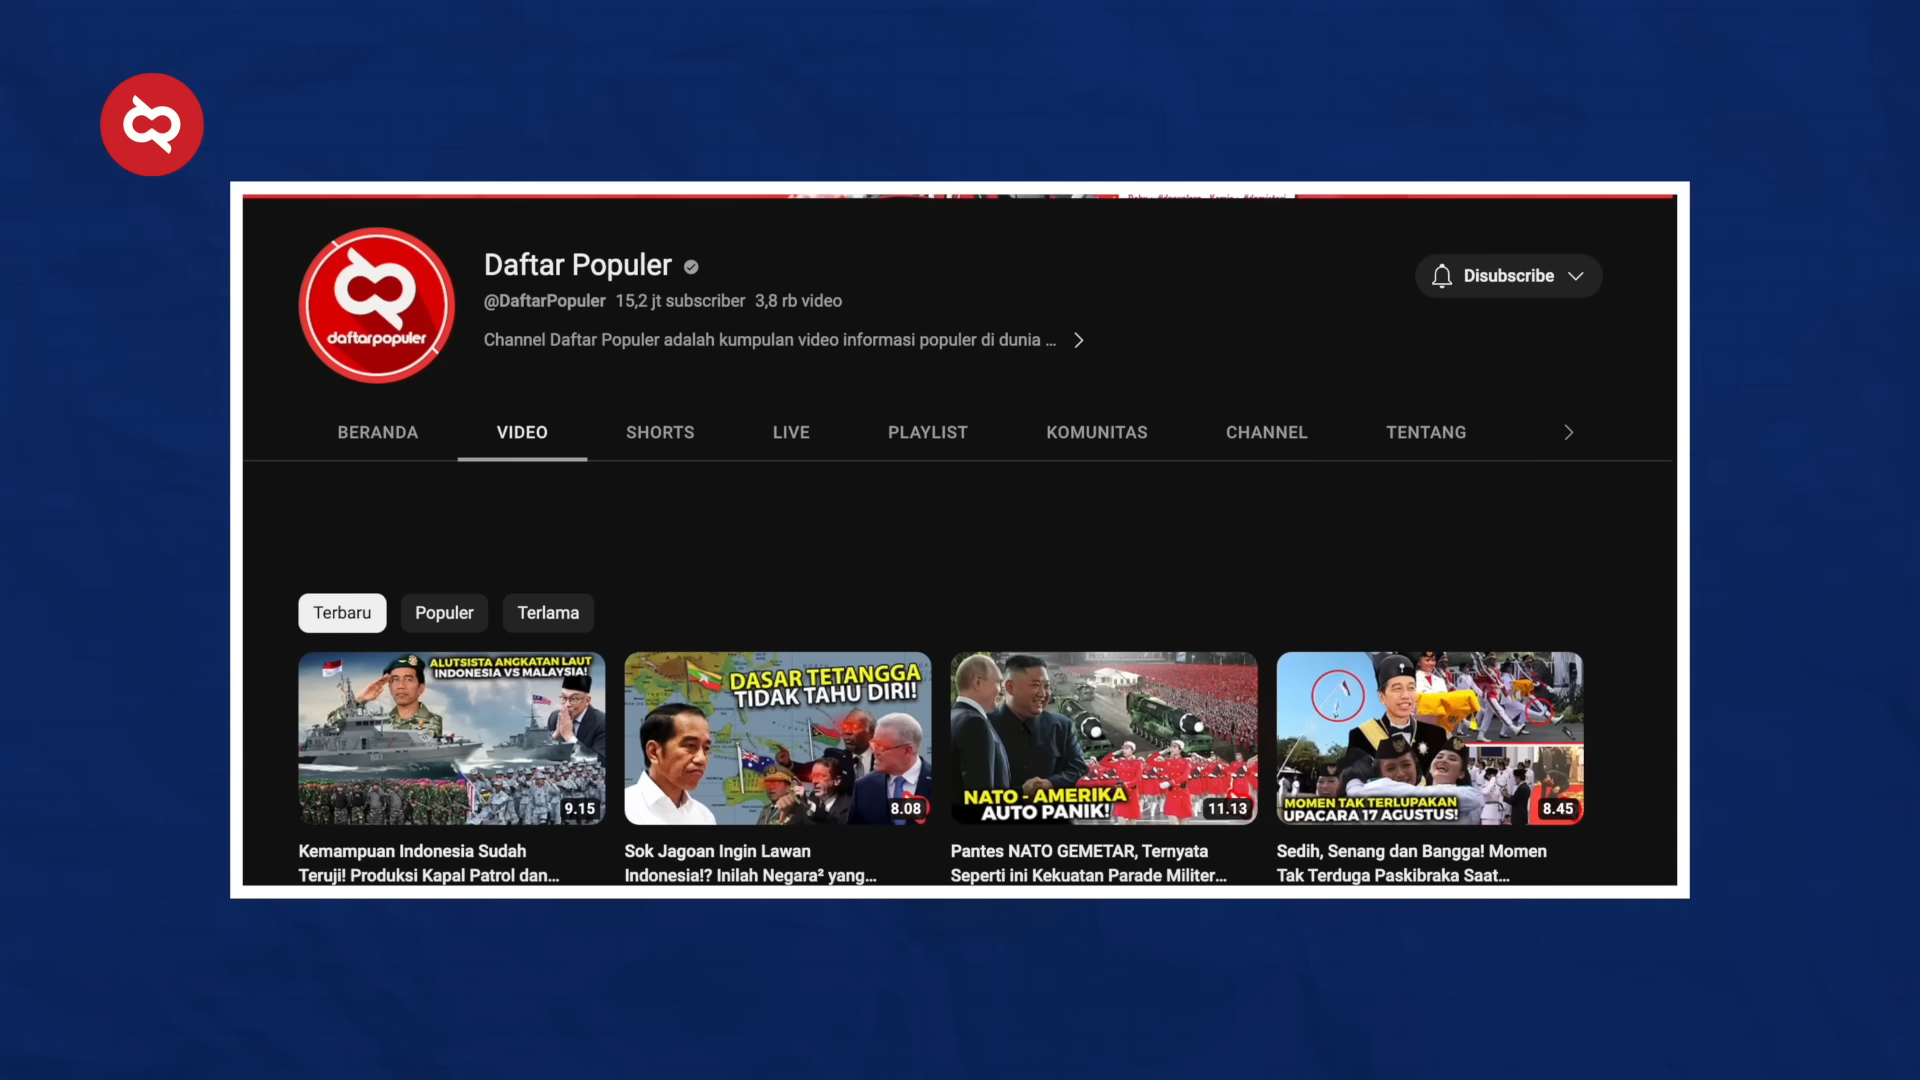 Daftar Populer
@DaftarPopuler 15,2 jt subscriber 3,8 rb video
Channel Daftar Populer adalah kumpulan video informasi populer di dunia ...
Disubscribe
daftarpopuler
BERANDA VIDEO SHORTS LIVE PLAYLIST KOMUNITAS CHANNEL TENTANG
Terbaru Populer Terlama
ALUTSISTA ANGKATAN LAUT
INDONESIA VS MALAYSIA!
9.15
DASAR TETANGGA
TIDAK TAHU DIRI!
8.08
NATO - AMERIKA
AUTO PANIK!
11.13
MOMEN TAK TERLUPAKAN
UPACARA 17 AGUSTUS!
8.45
Kemampuan Indonesia Sudah
Teruji! Produksi Kapal Patrol dan...
Sok Jagoan Ingin Lawan
Indonesia!? Inilah Negara² yang...
Pantes NATO GEMETAR, Ternyata
Seperti ini Kekuatan Parade Militer...
Sedih, Senang dan Bangga! Momen
Tak Terduga Paskibraka Saat...